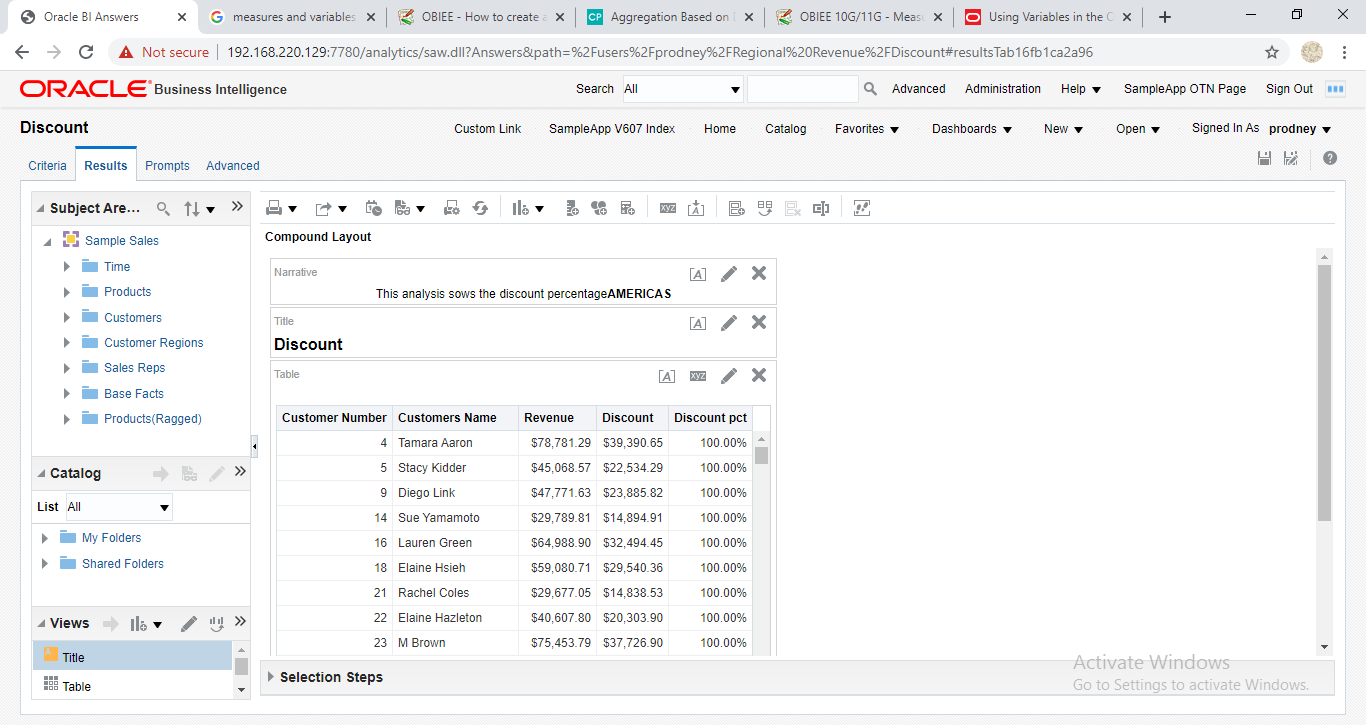 Oracle BI Answers
measures and variables
OBIEE - How to create a
CP Aggregation Based on
OBIEE 10G/11G - Meas
Using Variables in the
Not secure 192.168.220.129:7780/analytics/saw.dll?Answers&path=%2Fusers%2Fprodney%2FRegional%20Revenue%2FDiscount#resultsTab16fb1ca2a96
ORACLE Business Intelligence Search All Advanced Administration Help SampleApp OTN Page Sign Out
Discount Custom Link SampleApp V607 Index Home Catalog Favorites Dashboards New Open Signed In As prodney
Criteria Results Prompts Advanced
Subject Are...
Sample Sales
Time
Products
Customers
Customer Regions
Sales Reps
Base Facts
Products(Ragged)
Catalog
List All
My Folders
Shared Folders
Views
Title
Table
xyz
Compound Layout
Narrative
This analysis sows the discount percentageAMERICAS
Title
Discount
Table xyz
Customer Number Customers Name Revenue Discount Discount pct
4 Tamara Aaron $78,781.29 $39,390.65 100.00%
5 Stacy Kidder $45,068.57 $22,534.29 100.00%
9 Diego Link $47,771.63 $23,885.82 100.00%
14 Sue Yamamoto $29,789.81 $14,894.91 100.00%
16 Lauren Green $64,988.90 $32,494.45 100.00%
18 Elaine Hsieh $59,080.71 $29,540.36 100.00%
21 Rachel Coles $29,677.05 $14,838.53 100.00%
22 Elaine Hazleton $40,607.80 $20,303.90 100.00%
23 M Brown $75,453.79 $37,726.90 100.00%
Selection Steps
Activate Windows
Go to Settings to activate Windows.